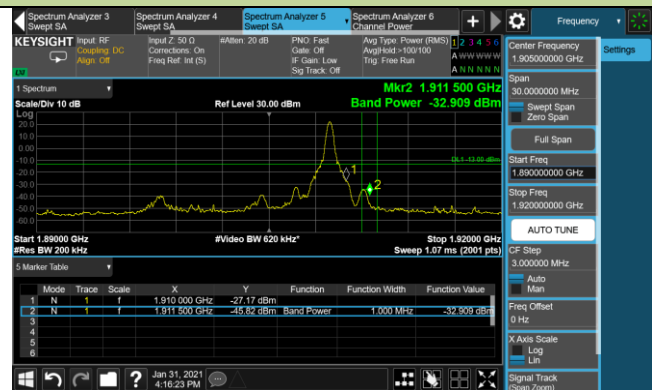 Spectrum Analyzer 3
Swept SA
Spectrum Analyzer 4
Swept SA
Spectrum Analyzer 5
Swept SA
Spectrum Analyzer 6
Channel Power
+
Frequency
KEYSIGHT
Input: RF
Coupling: DC
Align: Off
Input Z: 50 Ω
Corrections: On
Freq Ref: Int (S)
#Atten: 20 dB
PNO: Fast
Gate: Off
IF Gain: Low
Sig Track: Off
Avg Type: Power (RMS)
Avg|Hold:>100/100
Trig: Free Run
1 2 3 4 5 6
A W W W W W
A N N N N N
LXI
Center Frequency
1.905000000 GHz
Settings
Span
30.0000000 MHz
Swept Span
Zero Span
Full Span
Start Freq
1.890000000 GHz
Stop Freq
1.920000000 GHz
AUTO TUNE
CF Step
3.000000 MHz
Auto
Man
Freq Offset
0 Hz
X Axis Scale
Log
Lin
Signal Track
(Span Zoom)
1 Spectrum
Scale/Div 10 dB
Log
Ref Level 30.00 dBm
Mkr2 1.911 500 GHz
Band Power -32.909 dBm
20.0
10.0
0.00
-10.0
-20.0
-30.0
-40.0
-50.0
-60.0
DL1 -13.00 dBm
1
2
Start 1.89000 GHz
#Res BW 200 kHz
#Video BW 620 kHz*
Stop 1.92000 GHz
Sweep 1.07 ms (2001 pts)
5 Marker Table
Mode Trace Scale X Y Function Function Width Function Value
1 N 1 f 1.910 000 GHz -27.17 dBm
2 N 1 f 1.911 500 GHz -45.82 dBm Band Power 1.000 MHz -32.909 dBm
3
4
5
6
?
Jan 31, 2021
4:16:23 PM